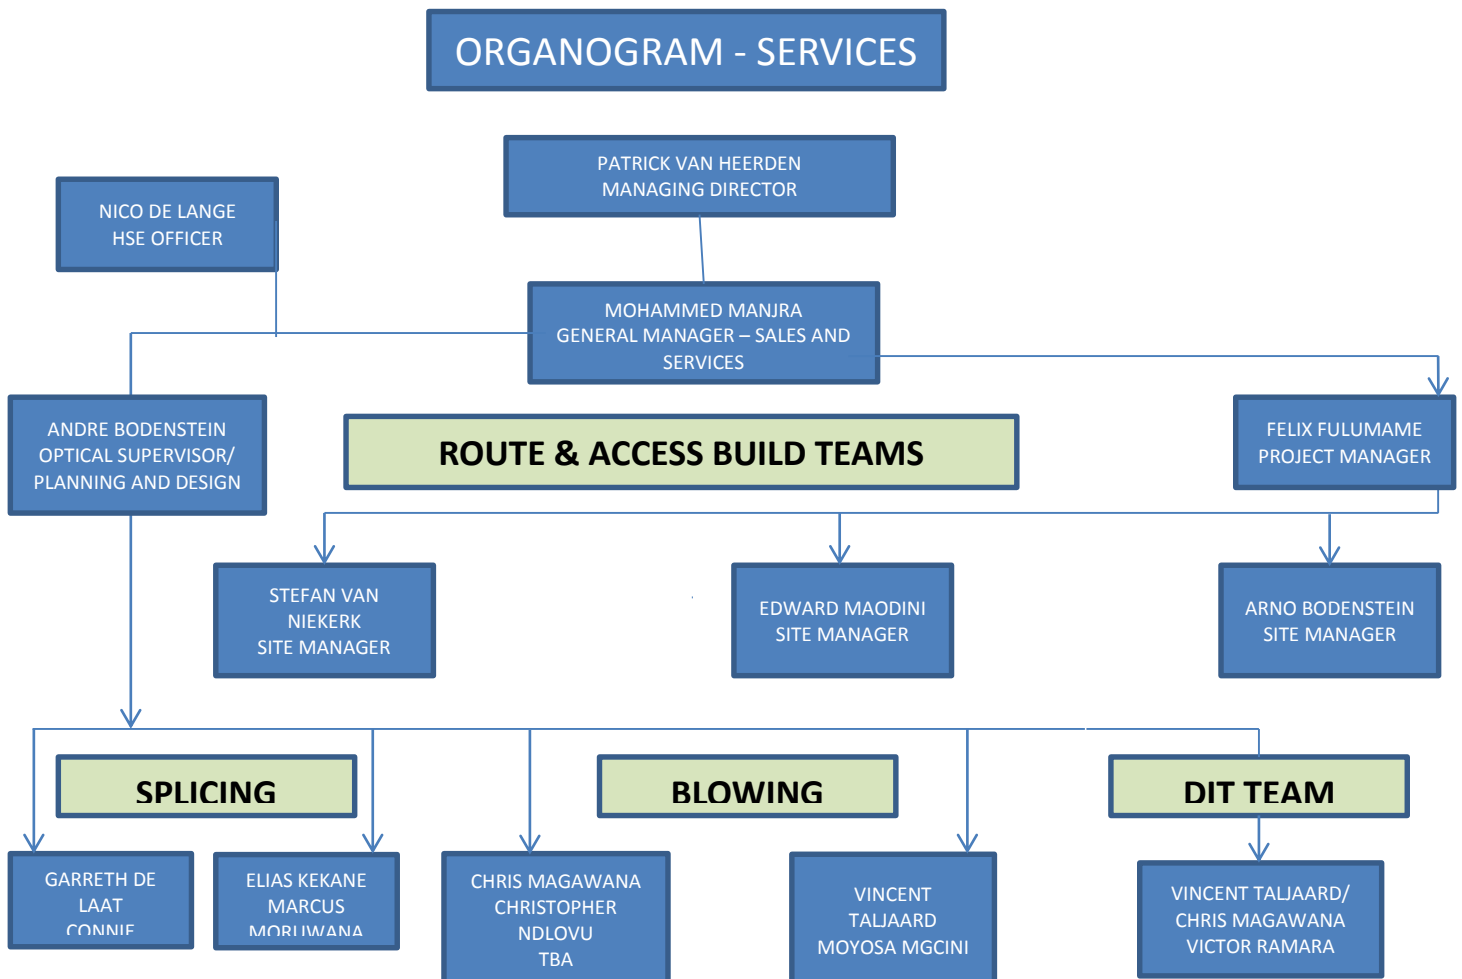 ORGANOGRAM - SERVICES
PATRICK VAN HEERDEN
MANAGING DIRECTOR
NICO DE LANGE
HSE OFFICER
MOHAMMED MANJRA
GENERAL MANAGER – SALES AND
SERVICES
ANDRE BODENSTEIN
OPTICAL SUPERVISOR/
PLANNING AND DESIGN
ROUTE & ACCESS BUILD TEAMS
FELIX FULUMAME
PROJECT MANAGER
STEFAN VAN
NIEKERK
SITE MANAGER
EDWARD MAODINI
SITE MANAGER
ARNO BODENSTEIN
SITE MANAGER
SPLICING
BLOWING
DIT TEAM
GARRETH DE
LAAT
CONNIE
ELIAS KEKANE
MARCUS
MORUWANA
CHRIS MAGAWANA
CHRISTOPHER
NDLOVU
TBA
VINCENT
TALJAARD
MOYOSA MGCINI
VINCENT TALJAARD/
CHRIS MAGAWANA
VICTOR RAMARA